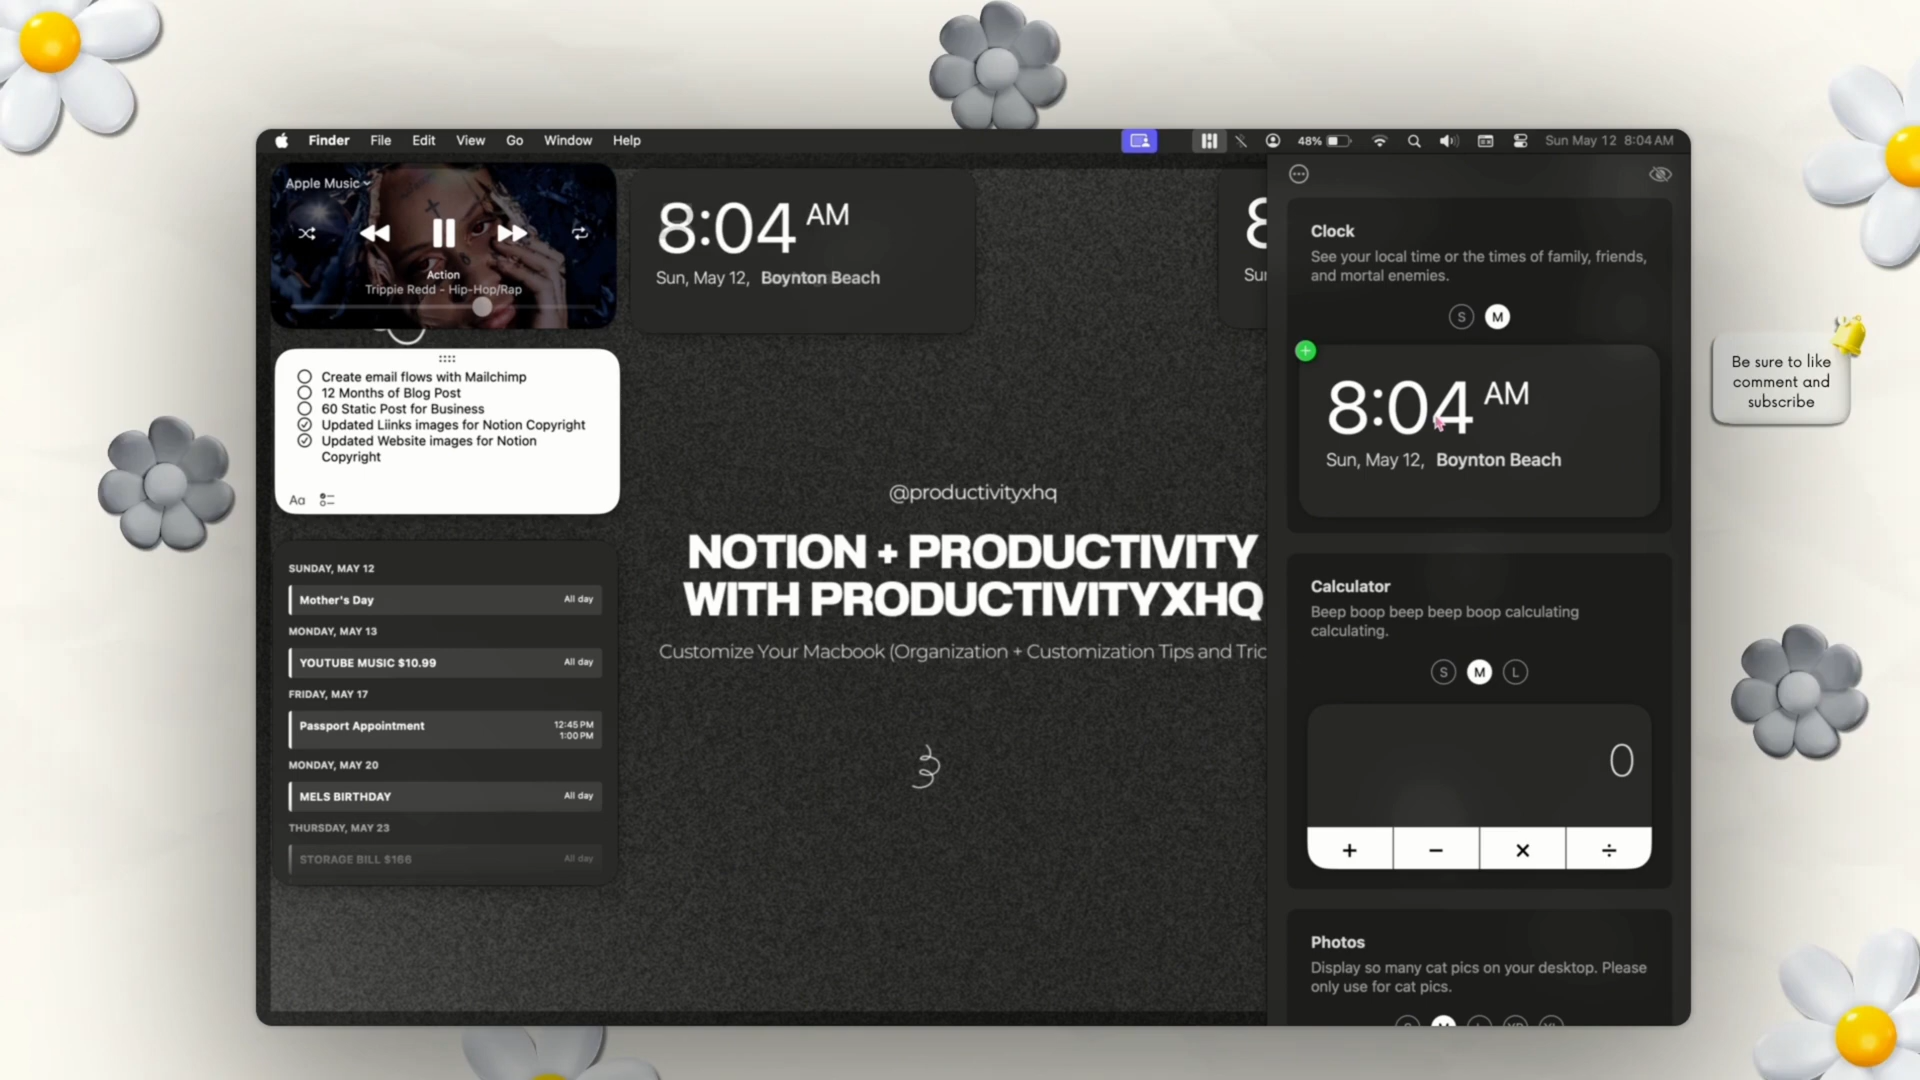 Finder File Edit View Go Window Help
48%
Sun May 12 8:04 AM
Apple Music
Action
Trippie Redd - Hip-Hop/Rap
8:04 AM
Sun, May 12, Boynton Beach
8
Sun
Create email flows with Mailchimp
12 Months of Blog Post
60 Static Post for Business
Updated Liinks images for Notion Copyright
Updated Website images for Notion
Copyright
Aa
SUNDAY, MAY 12
Mother's Day All day
MONDAY, MAY 13
YOUTUBE MUSIC $10.99 All day
FRIDAY, MAY 17
Passport Appointment 12:45 PM
1:00 PM
MONDAY, MAY 20
MELS BIRTHDAY All day
THURSDAY, MAY 23
STORAGE BILL $166 All day
@productivityxhq
NOTION + PRODUCTIVITY
WITH PRODUCTIVITYXHQ
Customize Your Macbook (Organization + Customization Tips and Tric
Clock
See your local time or the times of family, friends,
and mortal enemies.
S M
8:04 AM
Sun, May 12, Boynton Beach
Calculator
Beep boop beep beep boop calculating
calculating.
S M L
0
+ − × ÷
Photos
Display so many cat pics on your desktop. Please
only use for cat pics.
Be sure to like
comment and
subscribe